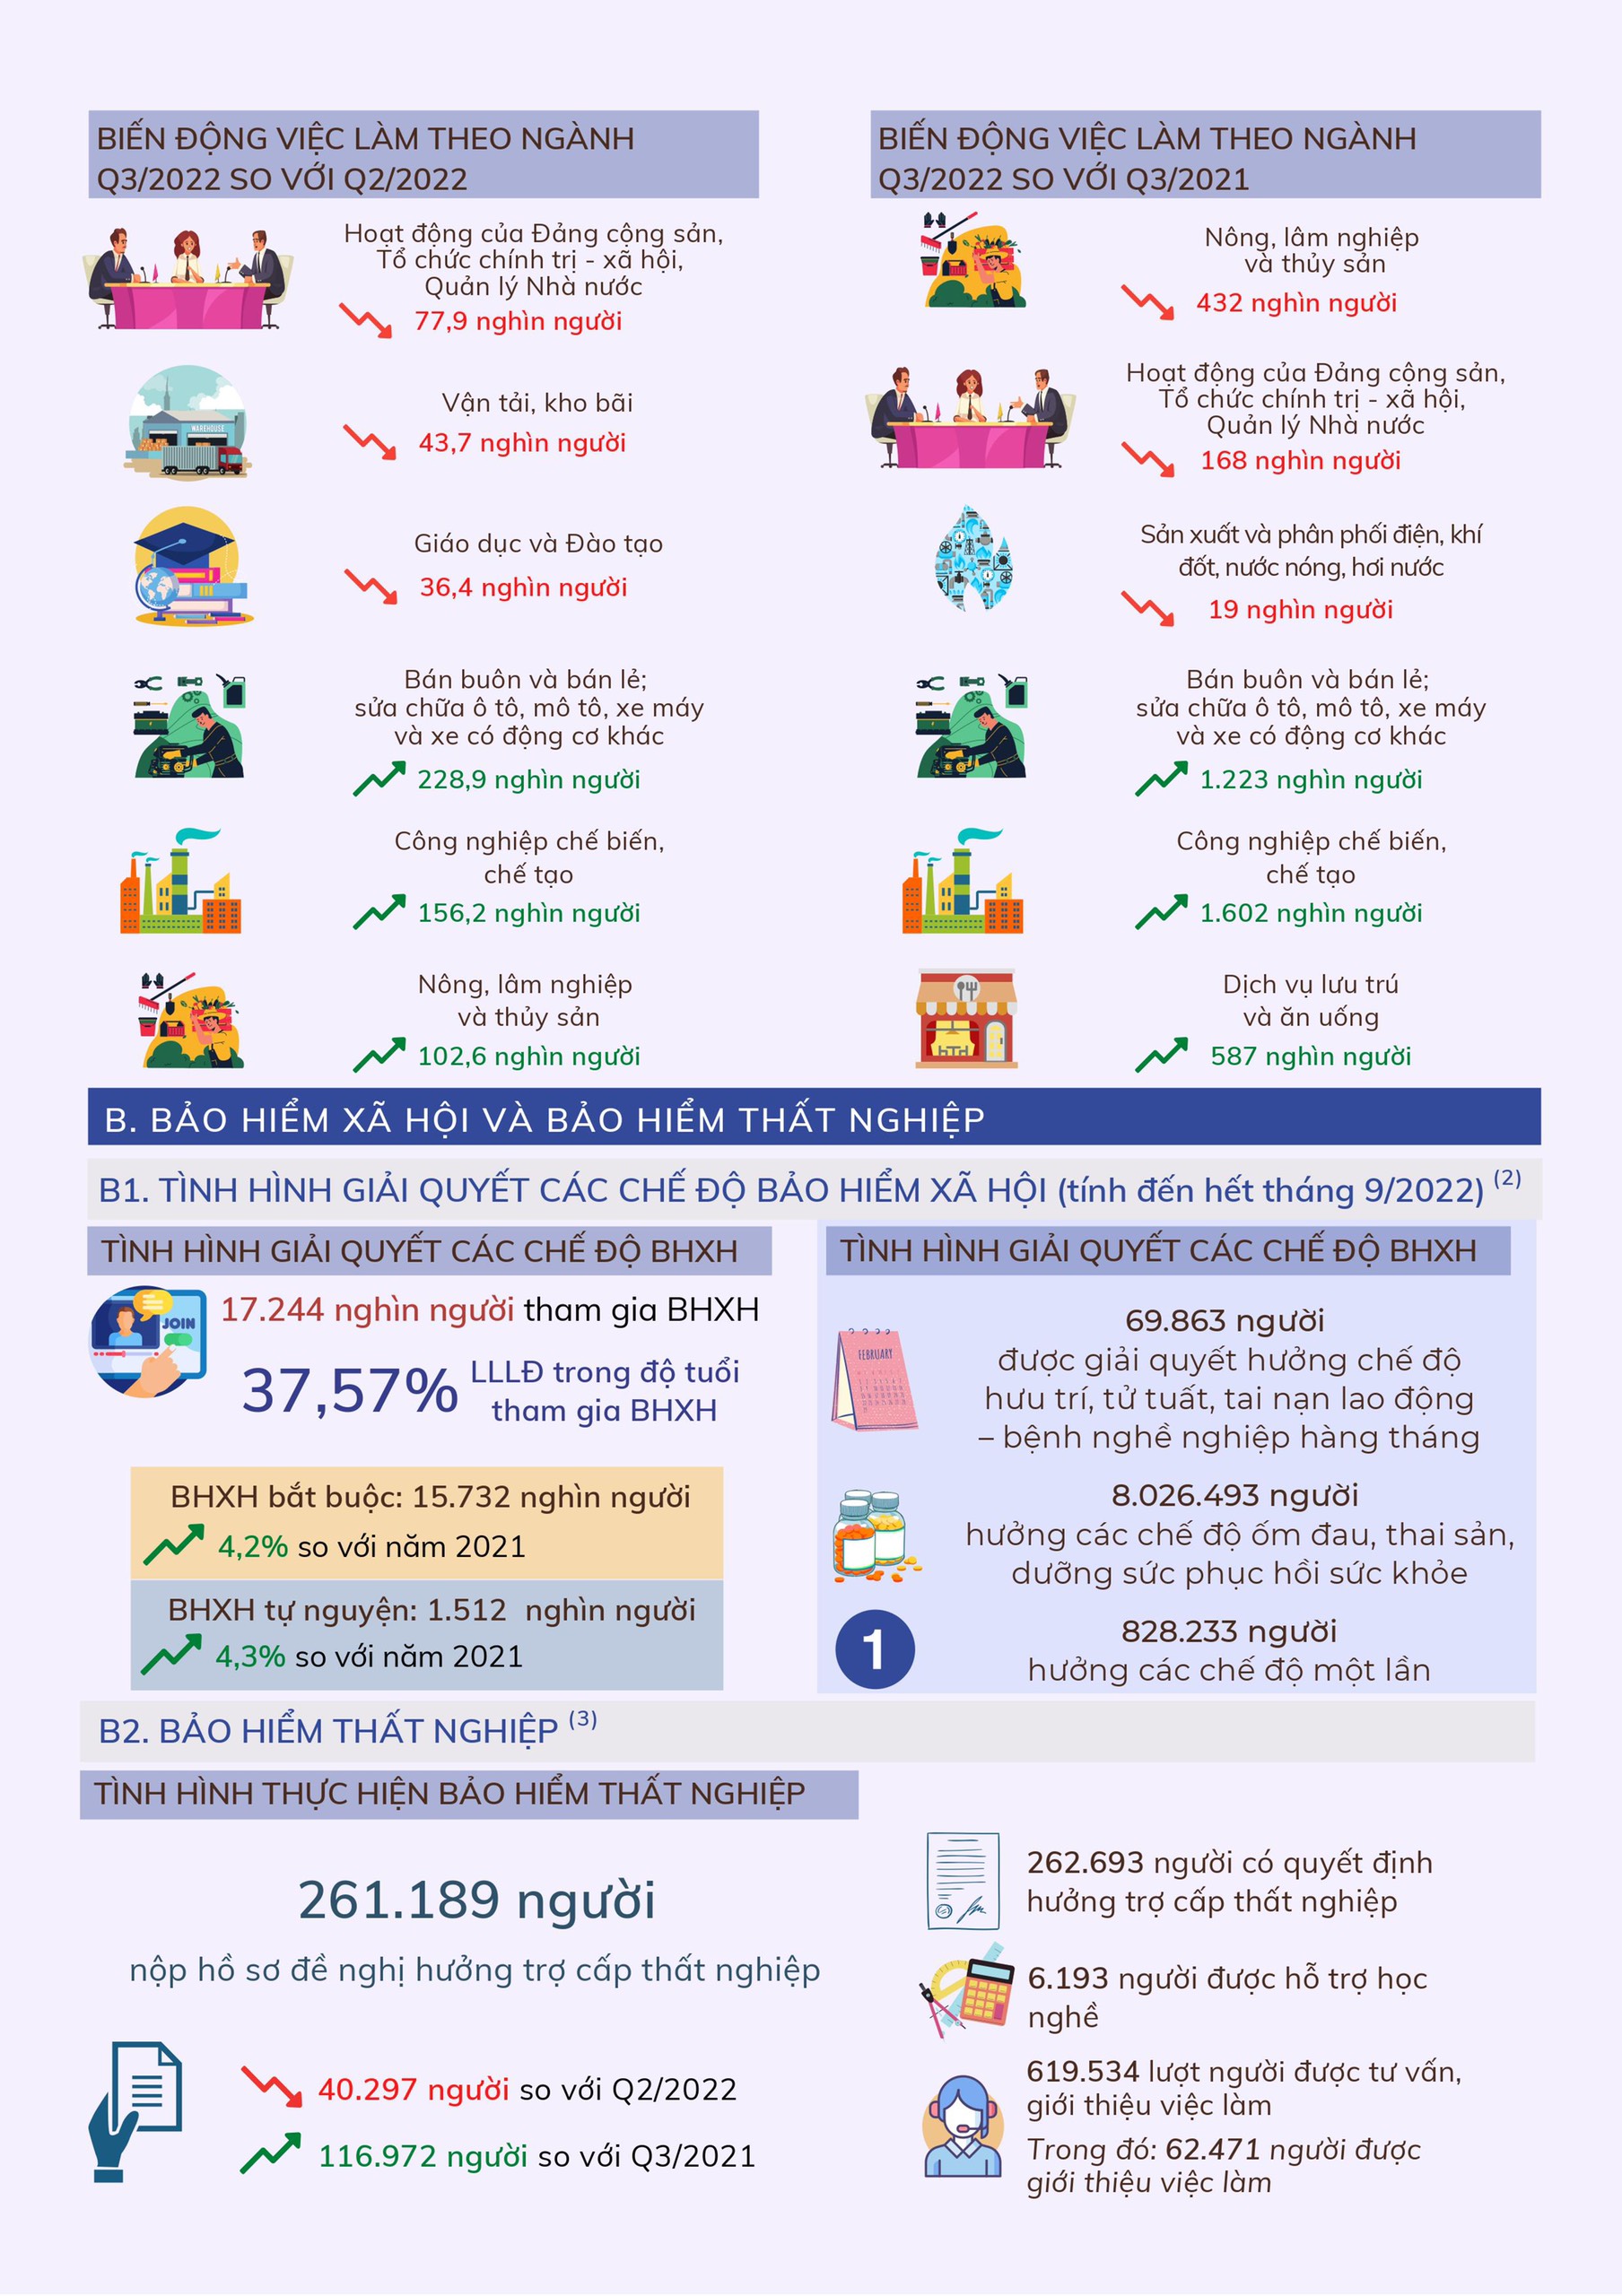 BIẾN ĐỘNG VIỆC LÀM THEO NGÀNH
Q3/2022 SO VỚI Q2/2022
Hoạt động của Đảng cộng sản,
Tổ chức chính trị - xã hội,
Quản lý Nhà nước
77,9 nghìn người
WAREHOUSE
Vận tải, kho bãi
43,7 nghìn người
Giáo dục và Đào tạo
36,4 nghìn người
Bán buôn và bán lẻ;
sửa chữa ô tô, mô tô, xe máy
và xe có động cơ khác
228,9 nghìn người
Công nghiệp chế biến,
chế tạo
156,2 nghìn người
Nông, lâm nghiệp
và thủy sản
102,6 nghìn người
BIẾN ĐỘNG VIỆC LÀM THEO NGÀNH
Q3/2022 SO VỚI Q3/2021
Nông, lâm nghiệp
và thủy sản
432 nghìn người
Hoạt động của Đảng cộng sản,
Tổ chức chính trị - xã hội,
Quản lý Nhà nước
168 nghìn người
Sản xuất và phân phối điện, khí
đốt, nước nóng, hơi nước
19 nghìn người
Bán buôn và bán lẻ;
sửa chữa ô tô, mô tô, xe máy
và xe có động cơ khác
1.223 nghìn người
Công nghiệp chế biến,
chế tạo
1.602 nghìn người
Dịch vụ lưu trú
và ăn uống
587 nghìn người
B. BẢO HIỂM XÃ HỘI VÀ BẢO HIỂM THẤT NGHIỆP
B1. TÌNH HÌNH GIẢI QUYẾT CÁC CHẾ ĐỘ BẢO HIỂM XÃ HỘI (tính đến hết tháng 9/2022) (2)
TÌNH HÌNH GIẢI QUYẾT CÁC CHẾ ĐỘ BHXH
JOIN
17.244 nghìn người tham gia BHXH
37,57% LLLĐ trong độ tuổi
tham gia BHXH
BHXH bắt buộc: 15.732 nghìn người
4,2% so với năm 2021
BHXH tự nguyện: 1.512 nghìn người
4,3% so với năm 2021
TÌNH HÌNH GIẢI QUYẾT CÁC CHẾ ĐỘ BHXH
FEBRUARY
69.863 người
được giải quyết hưởng chế độ
hưu trí, tử tuất, tai nạn lao động
– bệnh nghề nghiệp hàng tháng
8.026.493 người
hưởng các chế độ ốm đau, thai sản,
dưỡng sức phục hồi sức khỏe
1
828.233 người
hưởng các chế độ một lần
B2. BẢO HIỂM THẤT NGHIỆP (3)
TÌNH HÌNH THỰC HIỆN BẢO HIỂM THẤT NGHIỆP
261.189 người
nộp hồ sơ đề nghị hưởng trợ cấp thất nghiệp
40.297 người so với Q2/2022
116.972 người so với Q3/2021
262.693 người có quyết định
hưởng trợ cấp thất nghiệp
6.193 người được hỗ trợ học
nghề
619.534 lượt người được tư vấn,
giới thiệu việc làm
Trong đó: 62.471 người được
giới thiệu việc làm